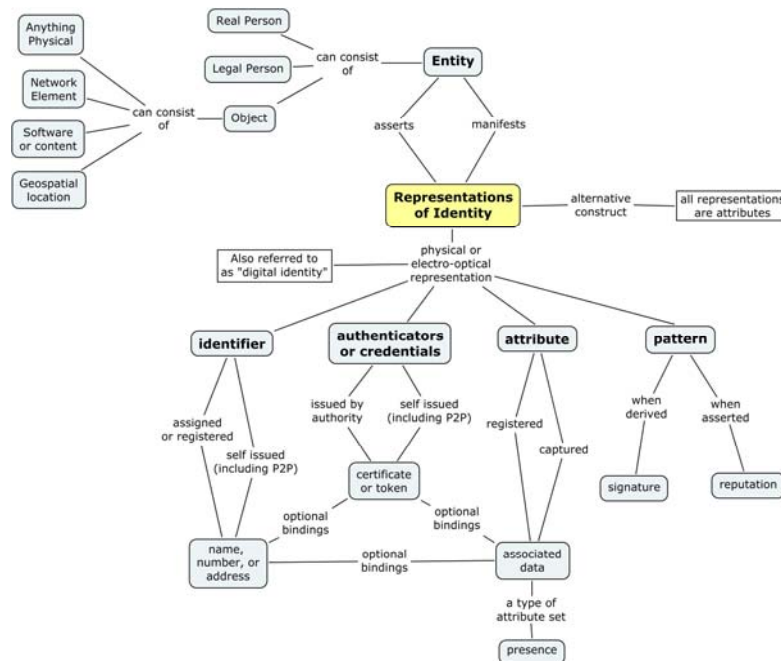 Anything
Physical
Network
Element
Software
or content
Geospatial
location
can consist
of
Object
Real Person
Legal Person
can consist
of
Entity
asserts
manifests
Representations
of Identity
alternative
construct
all representations
are attributes
Also referred to
as "digital identity"
physical or
electro-optical
representation
identifier
authenticators
or credentials
attribute
pattern
assigned
or registered
self issued
(including P2P)
issued by
authority
self issued
(including P2P)
registered
captured
when
derived
when
asserted
certificate
or token
signature
reputation
optional
bindings
optional
bindings
name,
number, or
address
optional
bindings
associated
data
a type of
attribute set
presence